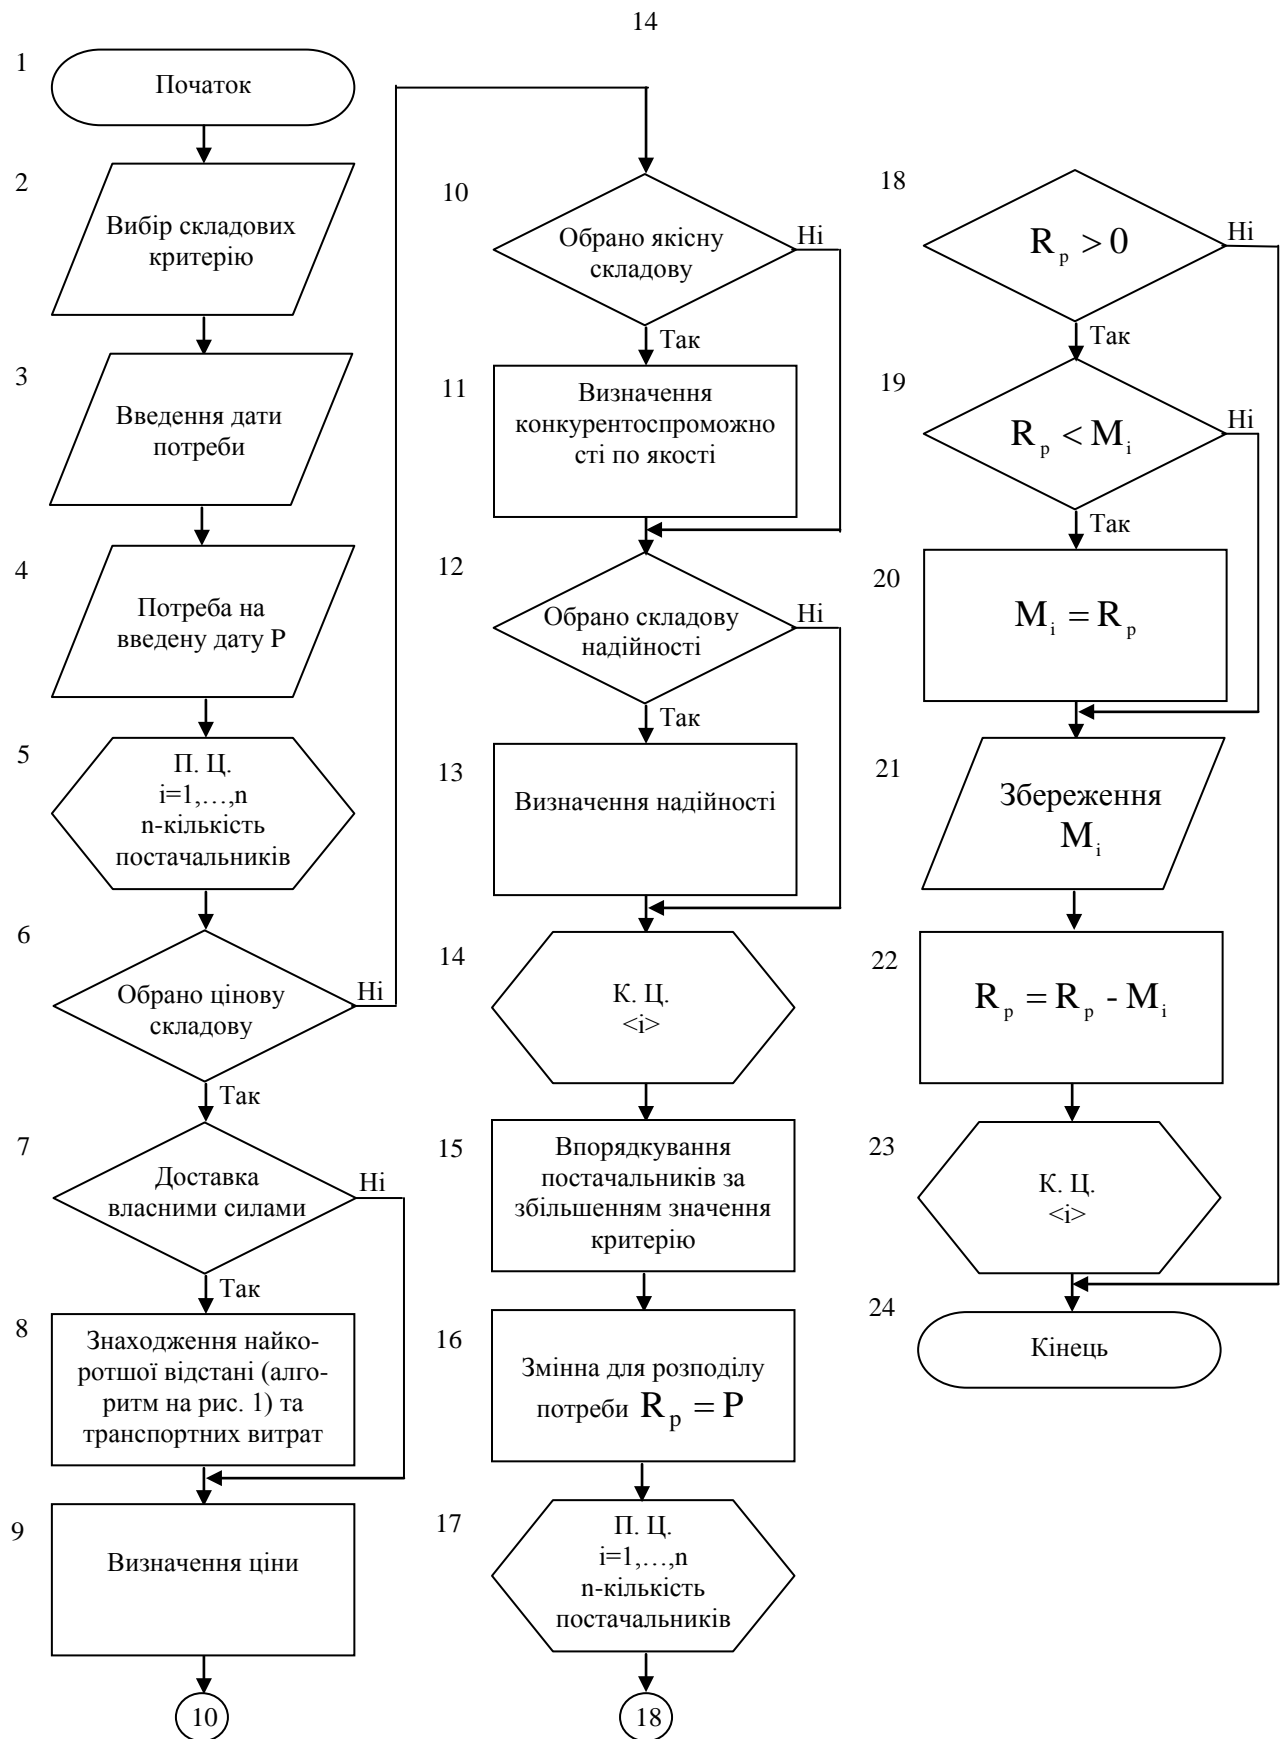 14
1
Початок
2
Вибір складових
критерію
3
Введення дати
потреби
4
Потреба на
введену дату P
5
П. Ц.
i=1,…,n
n-кількість
постачальників
6
Обрано цінову
складову
Ні
Так
7
Доставка
власними силами
Ні
Так
8
Знаходження найко-
ротшої відстані (алго-
ритм на рис. 1) та
транспортних витрат
9
Визначення ціни
10
10
Обрано якісну
складову
Ні
Так
11
Визначення
конкурентоспроможно
сті по якості
12
Обрано складову
надійності
Ні
Так
13
Визначення надійності
14
К. Ц.
<i>
15
Впорядкування
постачальників за
збільшенням значення
критерію
16
Змінна для розподілу
потреби R_p = P
17
П. Ц.
i=1,…,n
n-кількість
постачальників
18
18
R_p > 0
Ні
Так
19
R_p < M_i
Ні
Так
20
M_i = R_p
21
Збереження
M_i
22
R_p = R_p - M_i
23
К. Ц.
<i>
24
Кінець